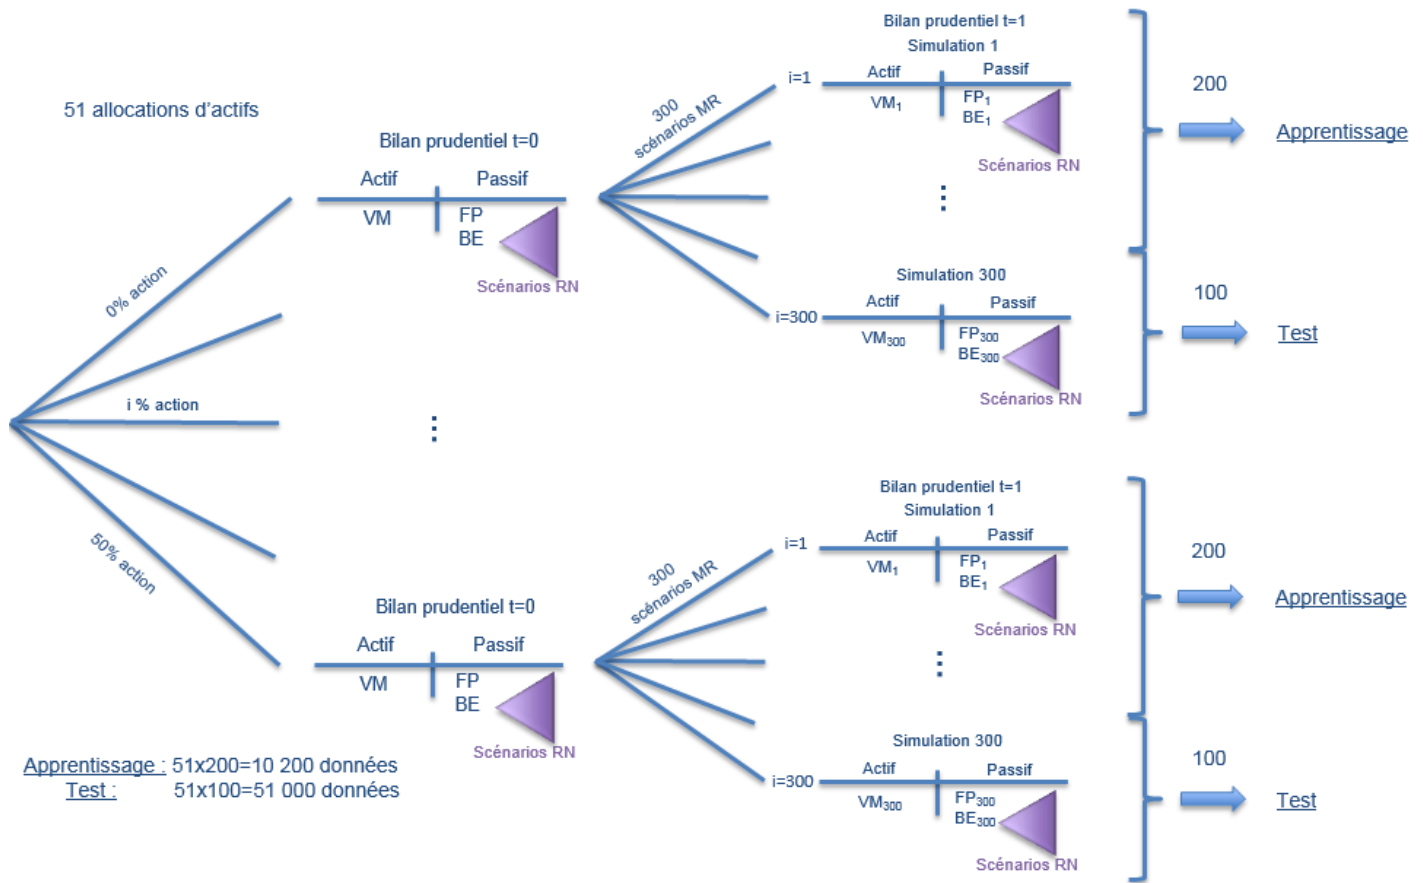 51 allocations d'actifs
0% action
i % action
50% action
Bilan prudentiel t=0
Actif Passif
VM FP
BE
Scénarios RN
300
scénarios MR
i=1
Bilan prudentiel t=1
Simulation 1
Actif Passif
VM1 FP1
BE1
Scénarios RN
⋮
i=300
Simulation 300
Actif Passif
VM300 FP300
BE300
Scénarios RN
200
Apprentissage
100
Test
⋮
Bilan prudentiel t=0
Actif Passif
VM FP
BE
Scénarios RN
300
scénarios MR
i=1
Bilan prudentiel t=1
Simulation 1
Actif Passif
VM1 FP1
BE1
Scénarios RN
⋮
i=300
Simulation 300
Actif Passif
VM300 FP300
BE300
Scénarios RN
200
Apprentissage
100
Test
Apprentissage : 51x200=10 200 données
Test : 51x100=51 000 données